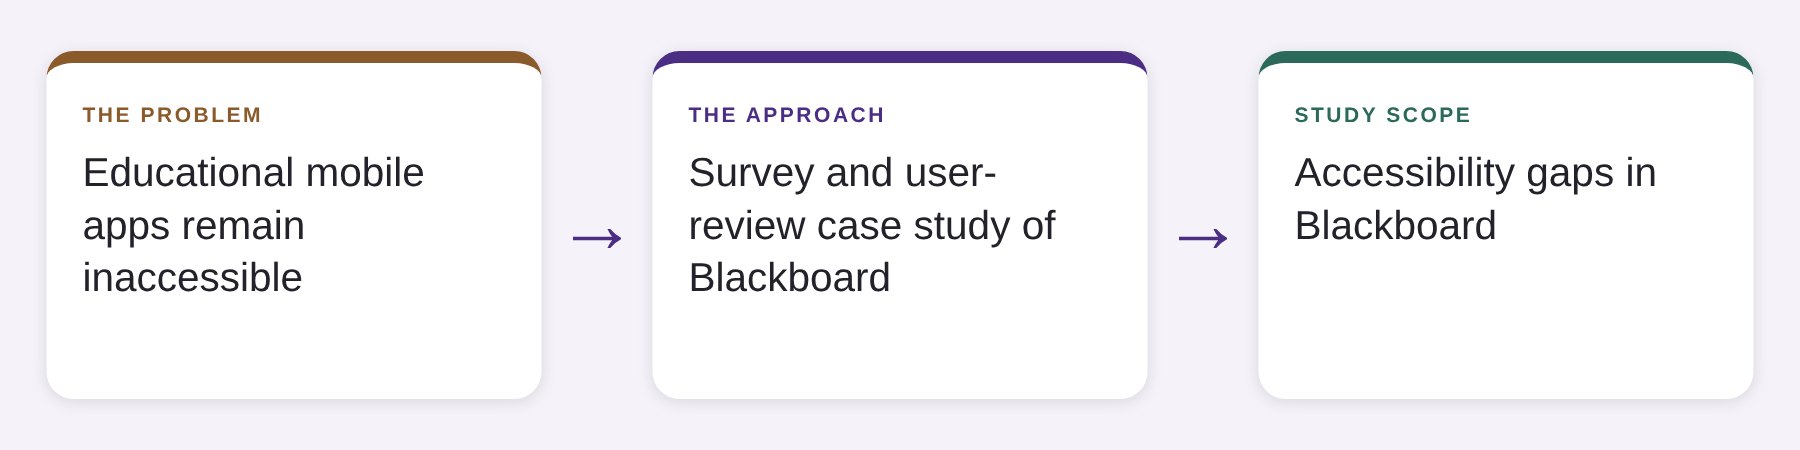 THE PROBLEM
Educational mobile
apps remain
inaccessible
→
THE APPROACH
Survey and user-
review case study of
Blackboard
→
STUDY SCOPE
Accessibility gaps in
Blackboard